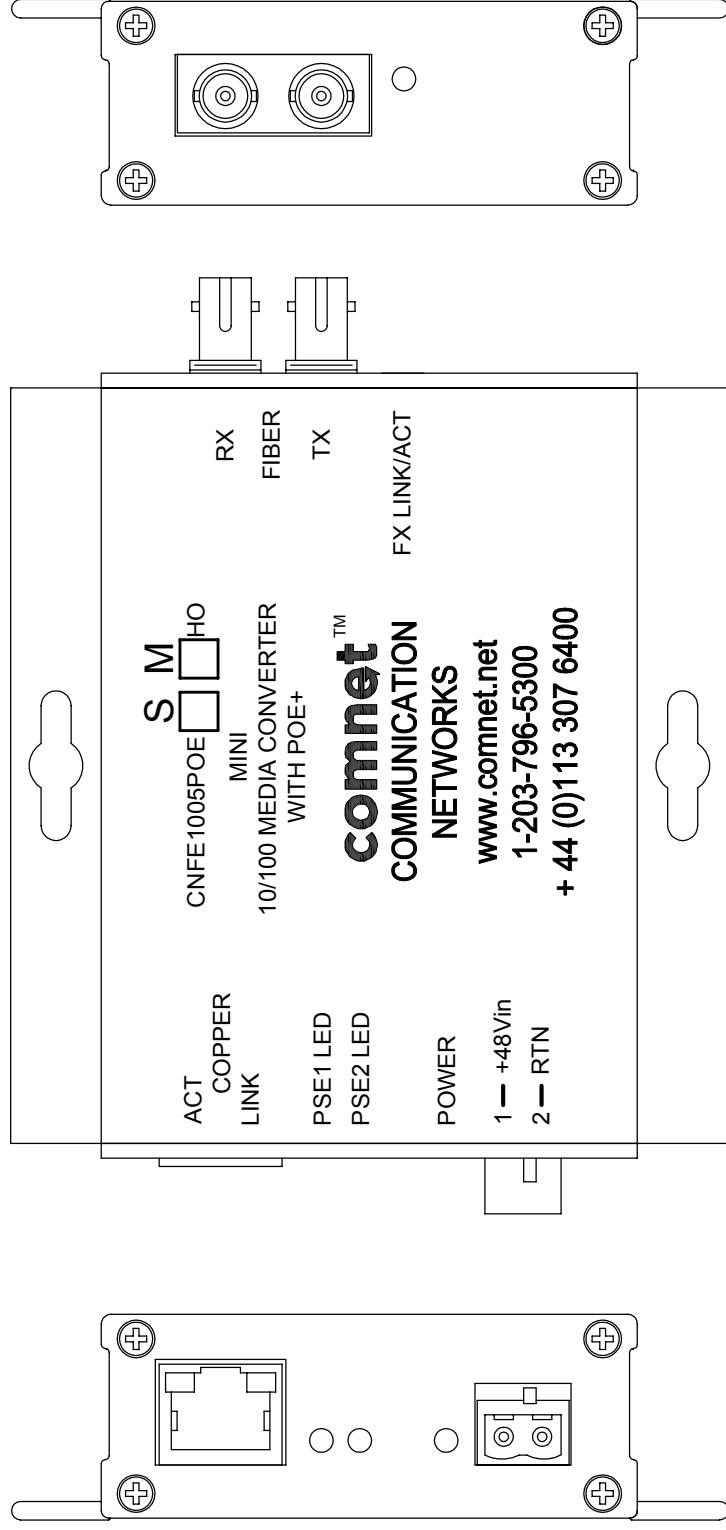 ACT
COPPER
LINK
PSE1 LED
PSE2 LED
POWER
1 – +48Vin
2 – RTN
S M
CNFE1005POE HO
MINI
10/100 MEDIA CONVERTER
WITH POE+
comnet™
COMMUNICATION
NETWORKS
www.comnet.net
1-203-796-5300
+ 44 (0)113 307 6400
RX
FIBER
TX
FX LINK/ACT